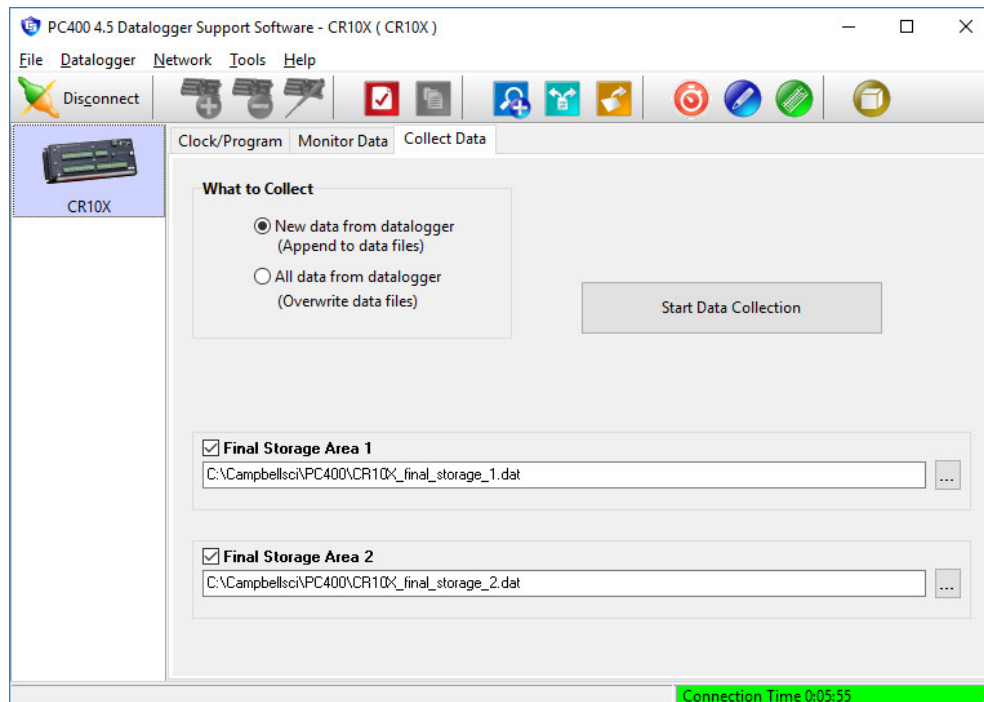 PC400 4.5 Datalogger Support Software - CR10X ( CR10X )
File Datalogger Network Tools Help
Disconnect
CR10X
Clock/Program Monitor Data Collect Data
What to Collect
New data from datalogger
(Append to data files)
All data from datalogger
(Overwrite data files)
Start Data Collection
Final Storage Area 1
C:\Campbellsci\PC400\CR10X_final_storage_1.dat
...
Final Storage Area 2
C:\Campbellsci\PC400\CR10X_final_storage_2.dat
...
Connection Time 0:05:55